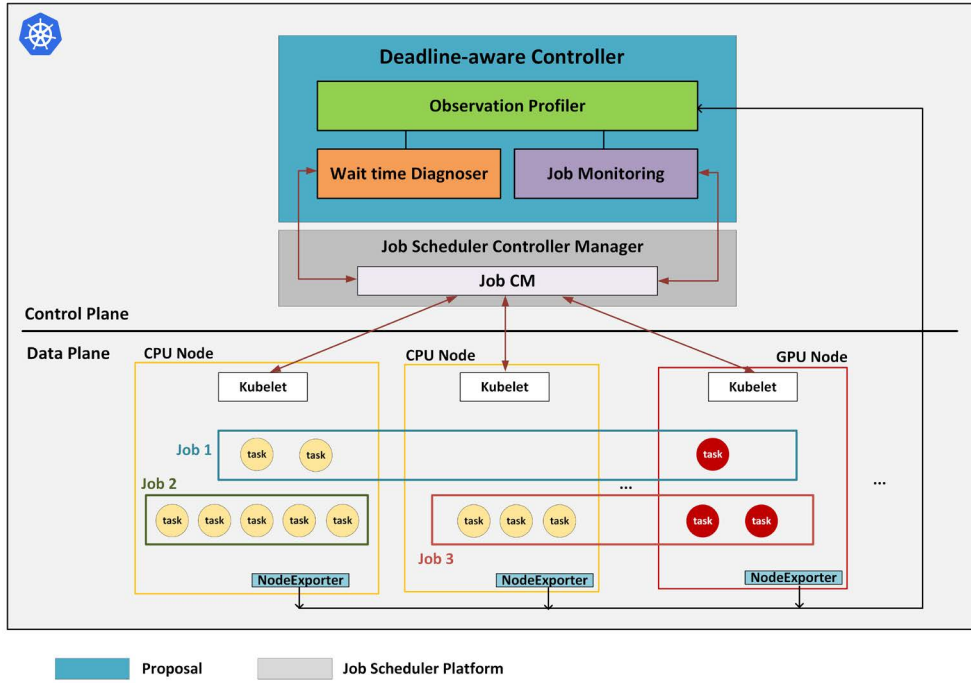 Deadline-aware Controller
Observation Profiler
Wait time Diagnoser
Job Monitoring
Job Scheduler Controller Manager
Job CM
Control Plane
Data Plane
CPU Node
CPU Node
GPU Node
Kubelet
Kubelet
Kubelet
Job 1
task
task
task
...
...
Job 2
task
task
task
task
task
task
task
task
task
task
Job 3
NodeExporter
NodeExporter
NodeExporter
Proposal
Job Scheduler Platform